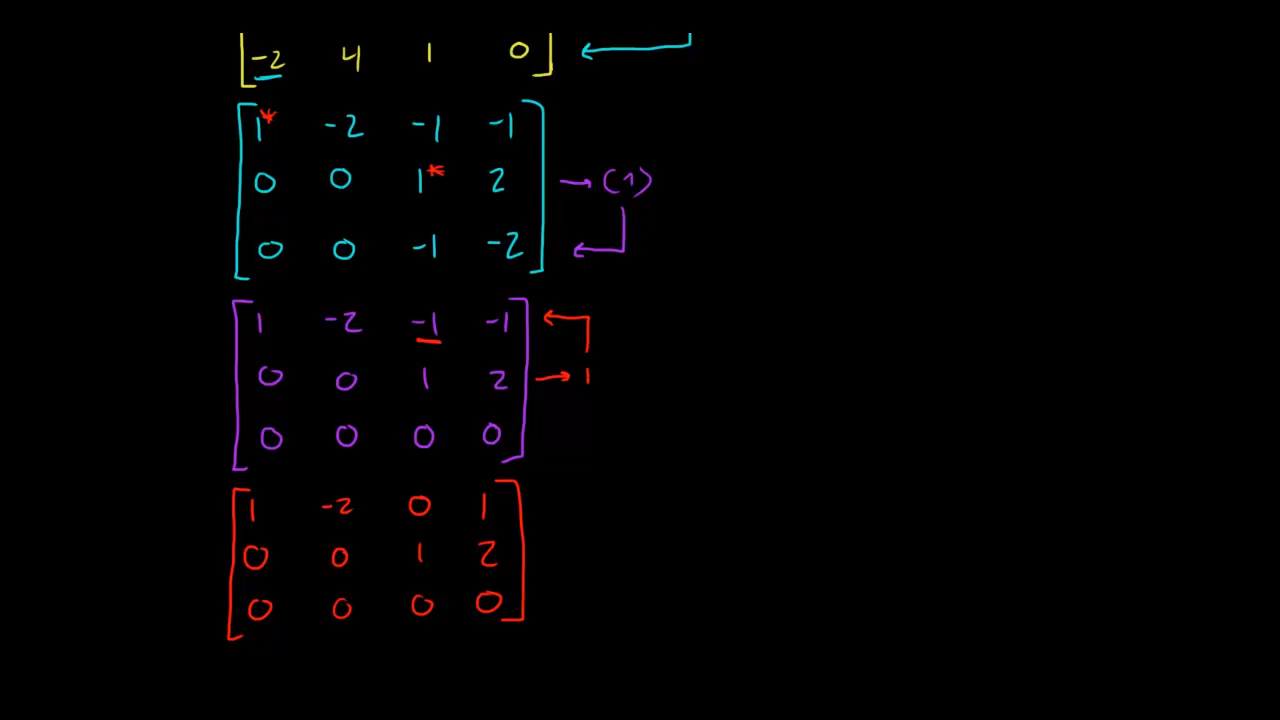 -2 4 1 0
1* -2 -1 -1
0 0 1* 2 → (1)
0 0 -1 -2
1 -2 -1 -1
0 0 1 2 → 1
0 0 0 0
1 -2 0 1
0 0 1 2
0 0 0 0